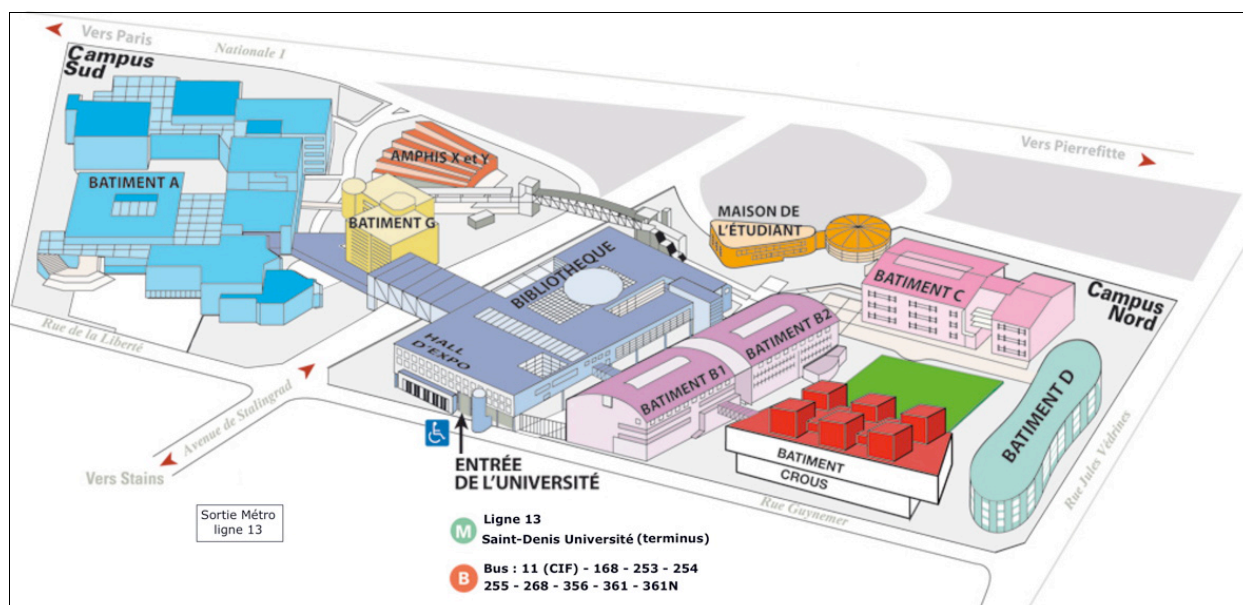 Vers Paris
Nationale 1
Campus
Sud
Vers Pierrefitte
AMPHIS X et Y
BATIMENT A
BATIMENT G
MAISON DE
L'ÉTUDIANT
BIBLIOTHEQUE
BATIMENT C
Campus
Nord
HALL
D'EXPO
BATIMENT B2
BATIMENT B1
BATIMENT D
Rue de la Liberté
Avenue de Stalingrad
Vers Stains
BATIMENT
CROUS
ENTRÉE
DE L'UNIVERSITÉ
Rue Guynemer
Rue Jules Védrines
Sortie Métro
ligne 13
M
Ligne 13
Saint-Denis Université (terminus)
B
Bus : 11 (CIF) - 168 - 253 - 254
255 - 268 - 356 - 361 - 361N